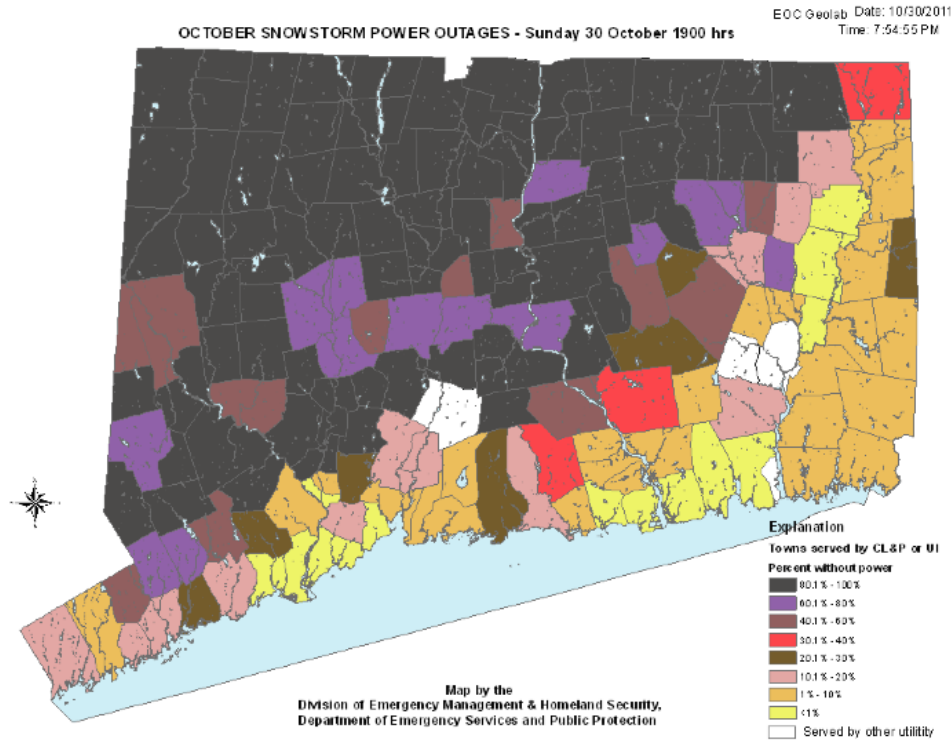 EOC Geolab Date: 10/30/2011
Time: 7:54:55 PM
OCTOBER SNOWSTORM POWER OUTAGES - Sunday 30 October 1900 hrs
Explanation
Towns served by CL&P or UI
Percent without power
80.1% - 100%
60.1% - 80%
40.1% - 60%
30.1% - 40%
20.1% - 30%
10.1% - 20%
1% - 10%
<1%
Served by other utilitity
Map by the
Division of Emergency Management & Homeland Security,
Department of Emergency Services and Public Protection